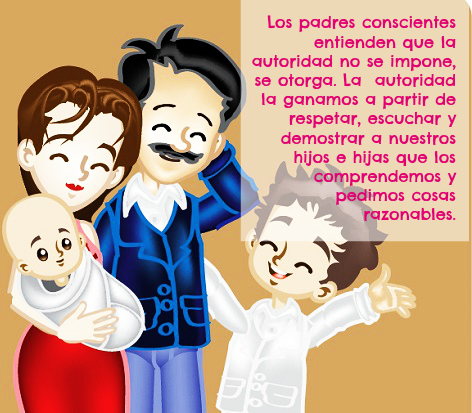 Los padres conscientes
entienden que la
autoridad no se impone,
se otorga. La autoridad
la ganamos a partir de
respetar, escuchar y
demostrar a nuestros
hijos e hijas que los
comprendemos y
pedimos cosas
razonables.